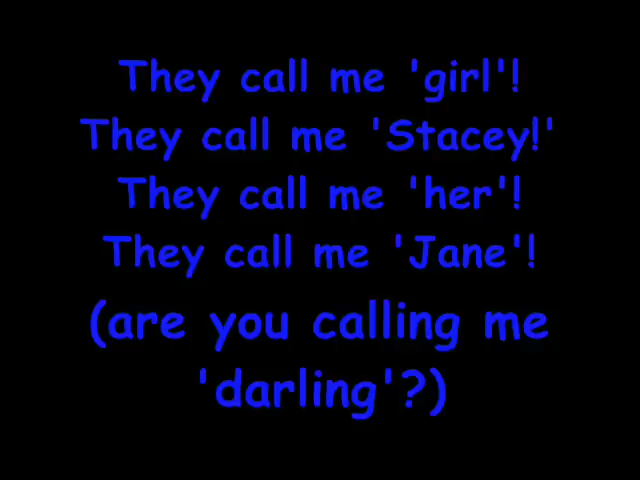 They call me 'girl'!
They call me 'Stacey!'
They call me 'her'!
They call me 'Jane'!
(are you calling me
'darling'?)